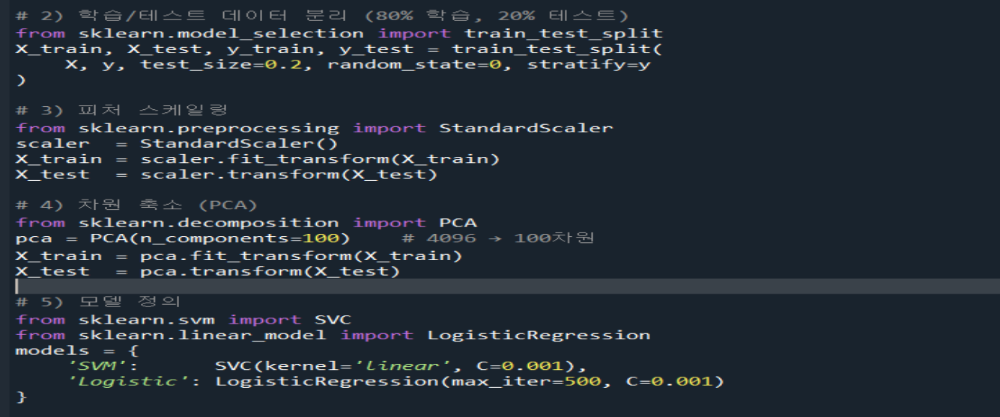 # 2) 학습/테스트 데이터 분리 (80% 학습, 20% 테스트)
from sklearn.model_selection import train_test_split
X_train, X_test, y_train, y_test = train_test_split(
    X, y, test_size=0.2, random_state=0, stratify=y
)
# 3) 피처 스케일링
from sklearn.preprocessing import StandardScaler
scaler  = StandardScaler()
X_train = scaler.fit_transform(X_train)
X_test  = scaler.transform(X_test)
# 4) 차원 축소 (PCA)
from sklearn.decomposition import PCA
pca = PCA(n_components=100)    # 4096 → 100차원
X_train = pca.fit_transform(X_train)
X_test  = pca.transform(X_test)
# 5) 모델 정의
from sklearn.svm import SVC
from sklearn.linear_model import LogisticRegression
models = {
    'SVM':      SVC(kernel='linear', C=0.001),
    'Logistic': LogisticRegression(max_iter=500, C=0.001)
}